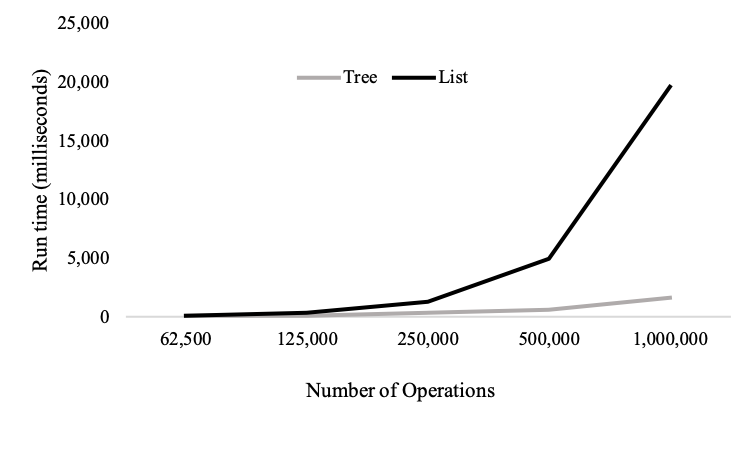 25,000
20,000
15,000
10,000
5,000
0
Run time (milliseconds)
Tree List
62,500 125,000 250,000 500,000 1,000,000
Number of Operations